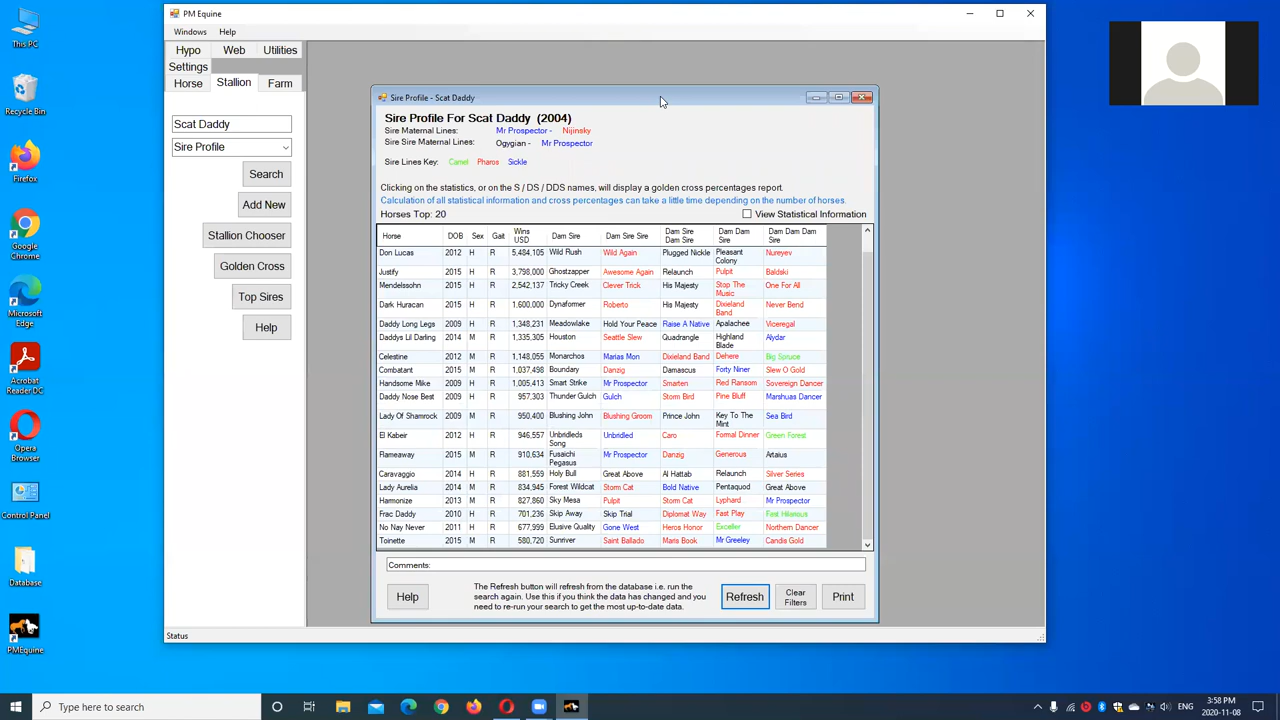 This PC
Recycle Bin
Firefox
Google
Chrome
Microsoft
Edge
Acrobat
Reader DC
Opera
Browser
Control Panel
Database
PMEquine
PM Equine
Windows Help
Hypo Web Utilities
Settings
Horse Stallion Farm
Scat Daddy
Sire Profile
Search
Add New
Stallion Chooser
Golden Cross
Top Sires
Help
Status
Sire Profile - Scat Daddy
Sire Profile For Scat Daddy (2004)
Sire Maternal Lines: Mr Prospector - Nijinsky
Sire Sire Maternal Lines: Ogygian - Mr Prospector
Sire Lines Key: Camel Pharos Sickle
Clicking on the statistics, or on the S / DS / DDS names, will display a golden cross percentages report.
Calculation of all statistical information and cross percentages can take a little time depending on the number of horses.
Horses Top: 20 View Statistical Information
Horse DOB Sex Gait Wins USD Dam Sire Dam Sire Sire Dam Sire Dam Sire Dam Dam Sire Dam Dam Dam Sire
Don Lucas 2012 H R 5,484,105 Wild Rush Wild Again Plugged Nickle Pleasant Colony Nureyev
Justify 2015 H R 3,798,000 Ghostzapper Awesome Again Relaunch Pulpit Baldski
Mendelssohn 2015 H R 2,542,137 Tricky Creek Clever Trick His Majesty Stop The Music One For All
Dark Huracan 2015 H R 1,600,000 Dynaformer Roberto His Majesty Dixieland Band Never Bend
Daddy Long Legs 2009 H R 1,348,231 Meadowlake Hold Your Peace Raise A Native Apalachee Viceregal
Daddys Lil Darling 2014 M R 1,335,305 Houston Seattle Slew Quadrangle Highland Blade Alydar
Celestine 2012 M R 1,148,055 Monarchos Marias Mon Dixieland Band Dehere Big Spruce
Combatant 2015 M R 1,037,498 Boundary Danzig Damascus Forty Niner Slew O Gold
Handsome Mike 2009 H R 1,005,413 Smart Strike Mr Prospector Smarten Red Ransom Sovereign Dancer
Daddy Nose Best 2009 H R 957,303 Thunder Gulch Gulch Storm Bird Pine Bluff Marshuas Dancer
Lady Of Shamrock 2009 M R 950,400 Blushing John Blushing Groom Prince John Key To The Mint Sea Bird
El Kabeir 2012 H R 946,557 Unbridleds Song Unbridled Caro Formal Dinner Green Forest
Flameaway 2015 M R 910,634 Fusaichi Pegasus Mr Prospector Danzig Generous Artaius
Caravaggio 2014 H R 881,559 Holy Bull Great Above Al Hattab Relaunch Silver Series
Lady Aurelia 2014 M R 834,945 Forest Wildcat Storm Cat Bold Native Pentaquod Great Above
Harmonize 2013 M R 827,860 Sky Mesa Pulpit Storm Cat Lyphard Mr Prospector
Frac Daddy 2010 H R 701,236 Skip Away Skip Trial Diplomat Way Fast Play Fast Hilarious
No Nay Never 2011 H R 677,999 Elusive Quality Gone West Heros Honor Exceller Northern Dancer
Toinette 2015 M R 580,720 Sunriver Saint Ballado Maris Book Mr Greeley Candis Gold
Comments:
Help
The Refresh button will refresh from the database i.e. run the
search again. Use this if you think the data has changed and you
need to re-run your search to get the most up-to-date data.
Refresh
Clear
Filters
Print
Type here to search
3:58 PM
2020-11-08